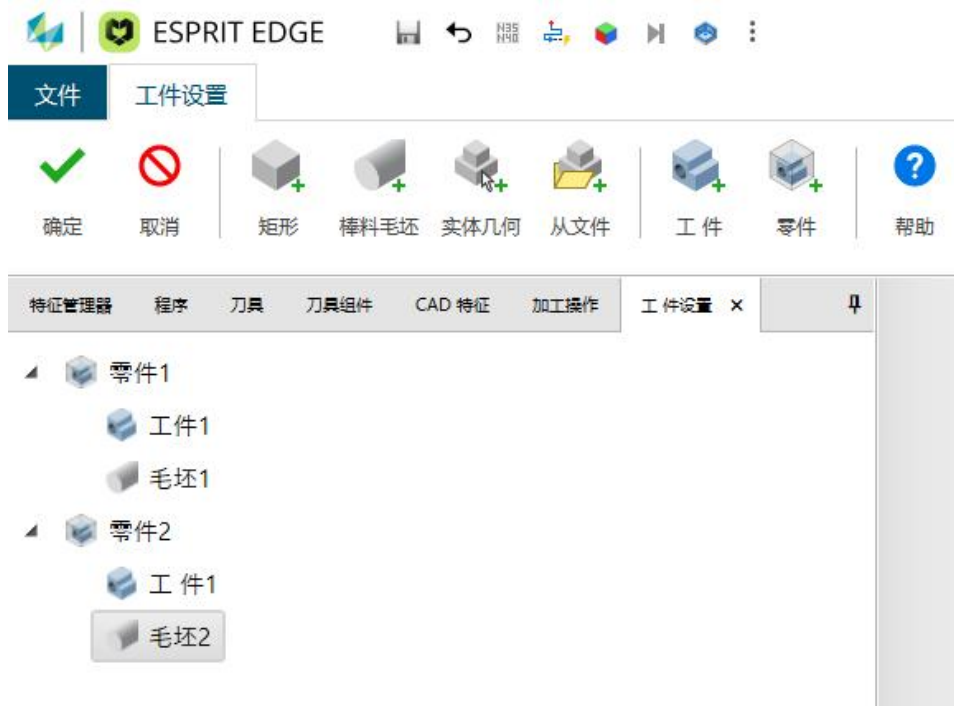 ESPRIT EDGE N35 N40
文件 工件设置
确定 取消 矩形 棒料毛坯 实体几何 从文件 工 件 零件 帮助
特征管理器 程序 刀具 刀具组件 CAD 特征 加工操作 工 件设置
零件1
工件1
毛坯1
零件2
工 件1
毛坯2